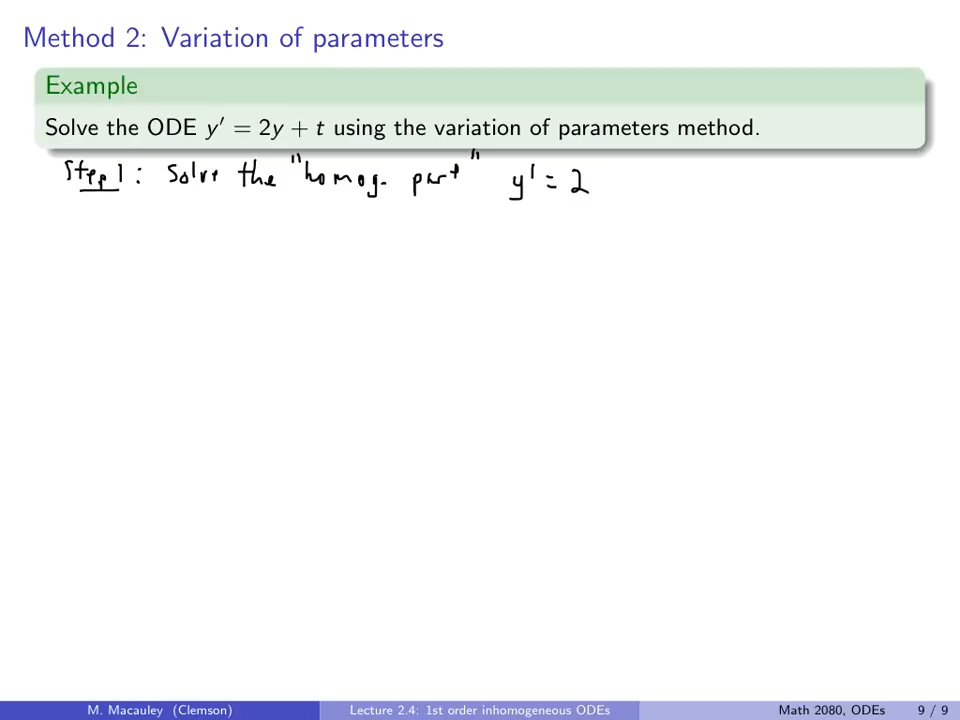 Method 2: Variation of parameters
Example
Solve the ODE y′ = 2y + t using the variation of parameters method.
Step 1: Solve the "homog. part" y' = 2
M. Macauley (Clemson) Lecture 2.4: 1st order inhomogeneous ODEs Math 2080, ODEs 9 / 9